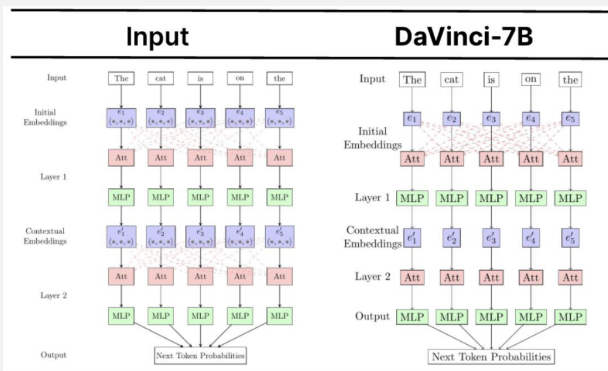 Input
DaVinci-7B
Input The cat is on the
Initial Embeddings
e₁ e₂ e₃ e₄ e₅
(*, *, *) (*, *, *) (*, *, *) (*, *, *) (*, *, *)
Att Att Att Att Att
Layer 1
MLP MLP MLP MLP MLP
Contextual Embeddings
e′₁ e′₂ e′₃ e′₄ e′₅
(*, *, *) (*, *, *) (*, *, *) (*, *, *) (*, *, *)
Att Att Att Att Att
Layer 2
MLP MLP MLP MLP MLP
Output Next Token Probabilities
Input The cat is on the
e₁ e₂ e₃ e₄ e₅
Initial
Embeddings
Att Att Att Att Att
Layer 1 MLP MLP MLP MLP MLP
Contextual
Embeddings
e′₁ e′₂ e′₃ e′₄ e′₅
Layer 2 Att Att Att Att Att
Output MLP MLP MLP MLP MLP
Next Token Probabilities